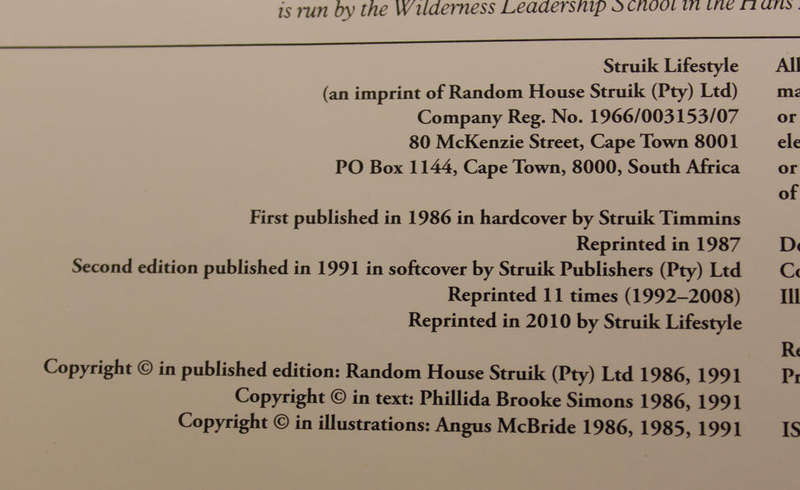 is run by the Wilderness Leadership School in the
Struik Lifestyle
(an imprint of Random House Struik (Pty) Ltd)
Company Reg. No. 1966/003153/07
80 McKenzie Street, Cape Town 8001
PO Box 1144, Cape Town, 8000, South Africa
First published in 1986 in hardcover by Struik Timmins
Reprinted in 1987
Second edition published in 1991 in softcover by Struik Publishers (Pty) Ltd
Reprinted 11 times (1992–2008)
Reprinted in 2010 by Struik Lifestyle
Copyright © in published edition: Random House Struik (Pty) Ltd 1986, 1991
Copyright © in text: Phillida Brooke Simons 1986, 1991
Copyright © in illustrations: Angus McBride 1986, 1985, 1991
All
or
or
of